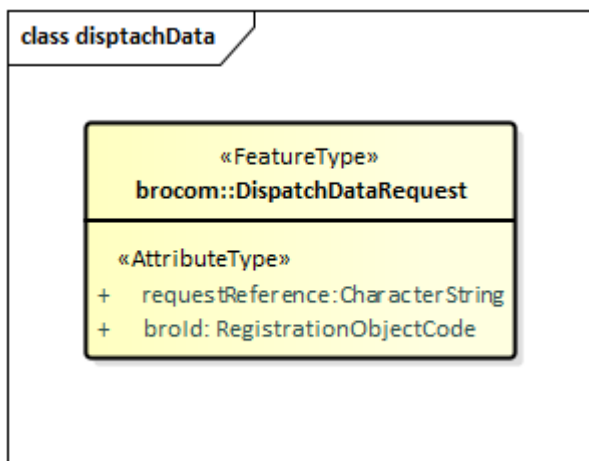 class disptachData
«FeatureType»
brocom::DispatchDataRequest
«AttributeType»
+ requestReference:CharacterString
+ broId: RegistrationObjectCode